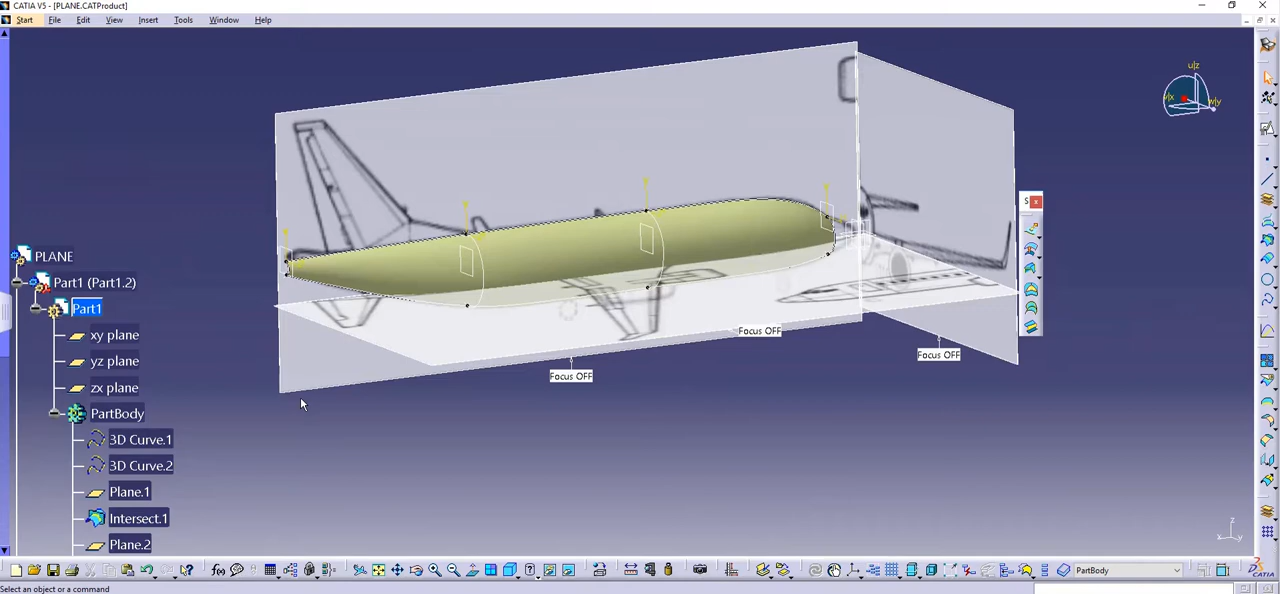 CATIA V5 - [PLANE.CATProduct]
Start File Edit View Insert Tools Window Help
u|z
v|x
w|y
S x
PLANE
Part1 (Part1.2)
Part1
xy plane
yz plane
zx plane
PartBody
3D Curve.1
3D Curve.2
Plane.1
Intersect.1
Plane.2
Focus OFF
Focus OFF
Focus OFF
z
x
y
f(x)
PartBody
CATIA
Select an object or a command